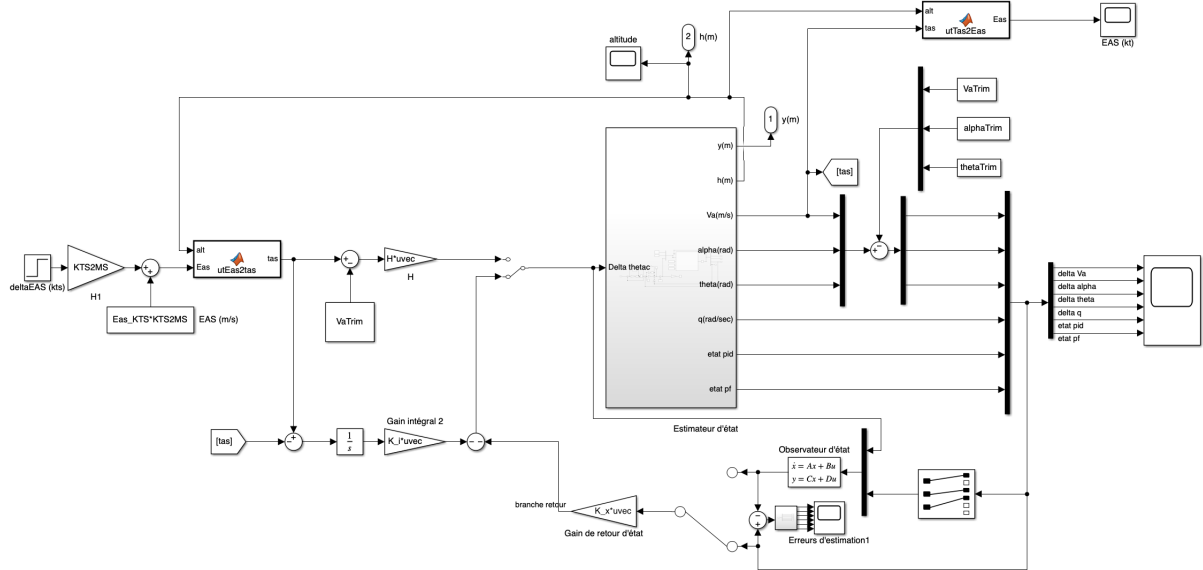 alt
tas
utTas2Eas
Eas
EAS (kt)
altitude
2
h(m)
VaTrim
alphaTrim
thetaTrim
1
y(m)
y(m)
h(m)
[tas]
Va(m/s)
alpha(rad)
theta(rad)
q(rad/sec)
etat pid
etat pf
Delta thetac
KTS2MS
deltaEAS (kts)
H1
+
+
Eas_KTS*KTS2MS
EAS (m/s)
alt
Eas
utEas2tas
tas
+
−
VaTrim
H*uvec
H
+
−
delta Va
delta alpha
delta theta
delta q
etat pid
etat pf
[tas]
+
−
1
s
Gain intégral 2
K_i*uvec
− −
Estimateur d'état
Observateur d'état
ẋ = Ax + Bu
y = Cx + Du
−
+
Erreurs d'estimation1
branche retour
K_x*uvec
Gain de retour d'état